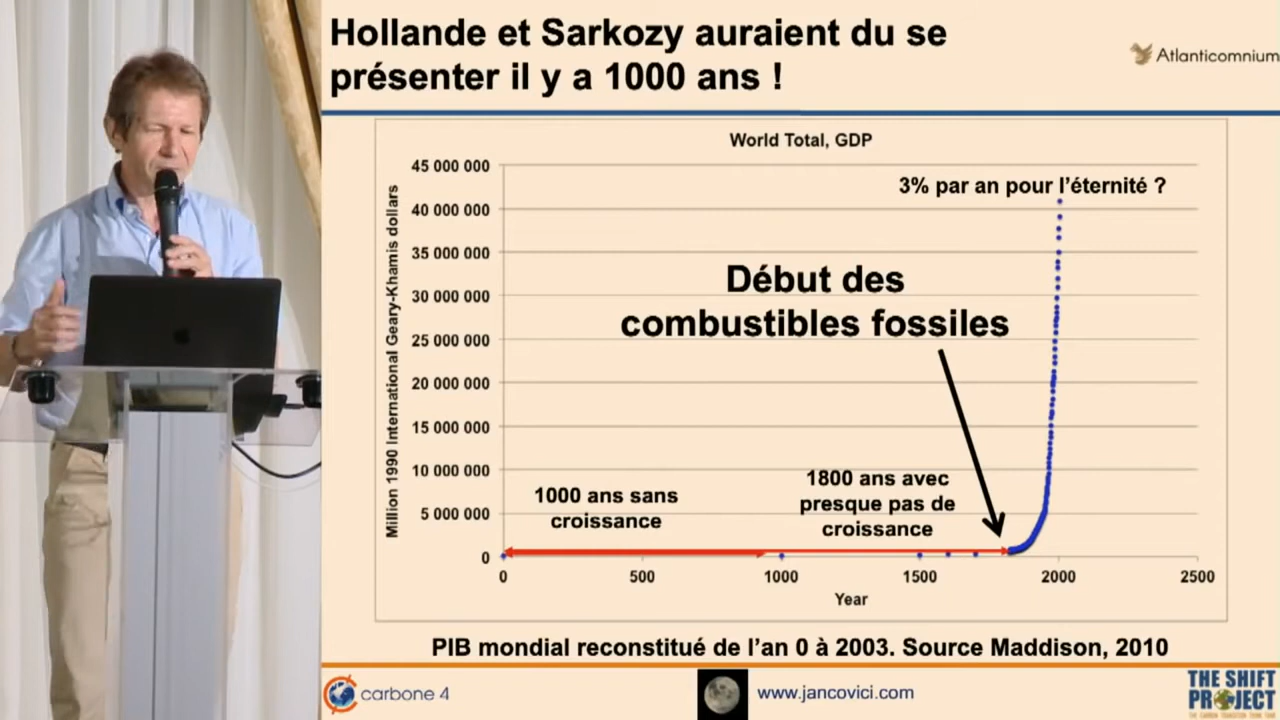 Hollande et Sarkozy auraient du se
présenter il y a 1000 ans !
Atlanticomnium
World Total, GDP
Million 1990 International Geary-Khamis dollars
45 000 000
40 000 000
35 000 000
30 000 000
25 000 000
20 000 000
15 000 000
10 000 000
5 000 000
0
3% par an pour l'éternité ?
Début des
combustibles fossiles
1000 ans sans
croissance
1800 ans avec
presque pas de
croissance
0 500 1000 1500 2000 2500
Year
PIB mondial reconstitué de l'an 0 à 2003. Source Maddison, 2010
carbone 4
www.jancovici.com
THE SHIFT
PROJECT